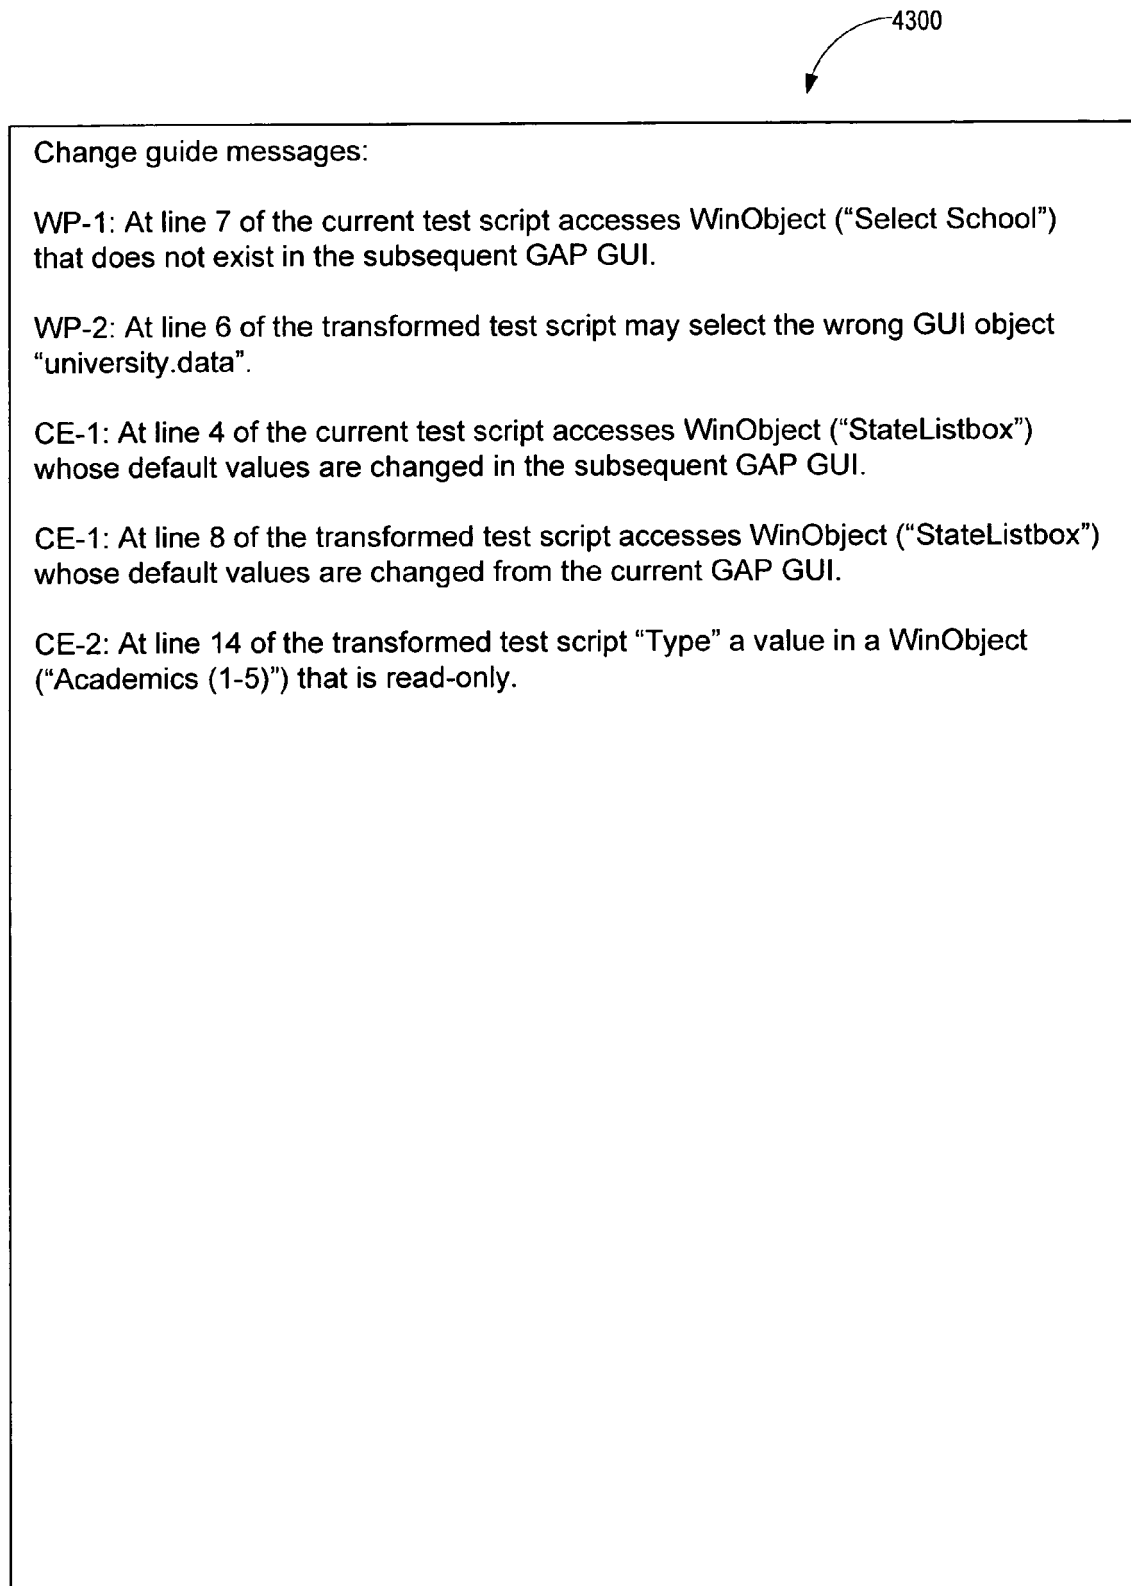 4300
Change guide messages:
WP-1: At line 7 of the current test script accesses WinObject (“Select School”)
that does not exist in the subsequent GAP GUI.
WP-2: At line 6 of the transformed test script may select the wrong GUI object
“university.data”.
CE-1: At line 4 of the current test script accesses WinObject (“StateListbox”)
whose default values are changed in the subsequent GAP GUI.
CE-1: At line 8 of the transformed test script accesses WinObject (“StateListbox”)
whose default values are changed from the current GAP GUI.
CE-2: At line 14 of the transformed test script “Type” a value in a WinObject
(“Academics (1-5)”) that is read-only.